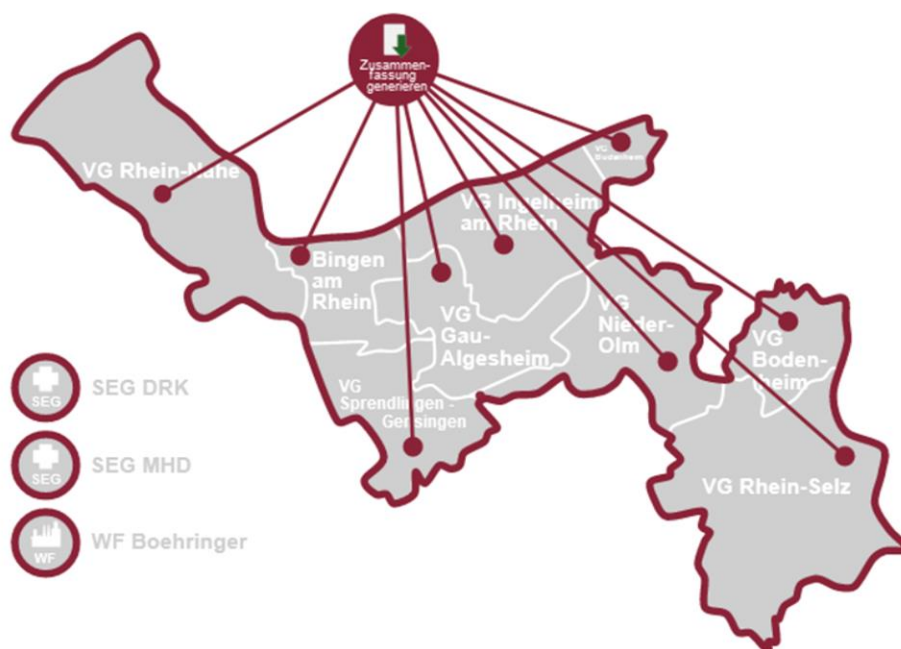 Zusammen-
fassung
generieren
VG Rhein-Nahe
VG
Budenheim
VG Ingelheim
am Rhein
Bingen
am
Rhein
VG
Gau-
Algesheim
VG
Nieder-
Olm
VG
Boden-
heim
VG
Sprendlingen -
Gensingen
VG Rhein-Selz
SEG
SEG DRK
SEG
SEG MHD
WF
WF Boehringer